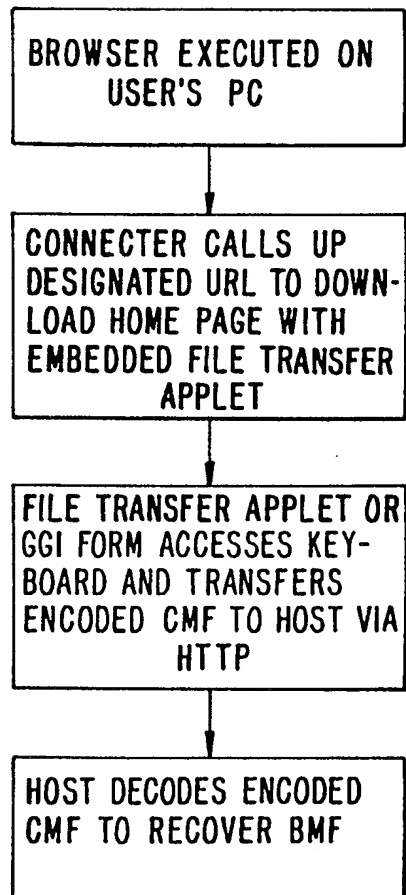 BROWSER EXECUTED ON
USER'S PC
CONNECTER CALLS UP
DESIGNATED URL TO DOWN-
LOAD HOME PAGE WITH
EMBEDDED FILE TRANSFER
APPLET
FILE TRANSFER APPLET OR
GGI FORM ACCESSES KEY-
BOARD AND TRANSFERS
ENCODED CMF TO HOST VIA
HTTP
HOST DECODES ENCODED
CMF TO RECOVER BMF